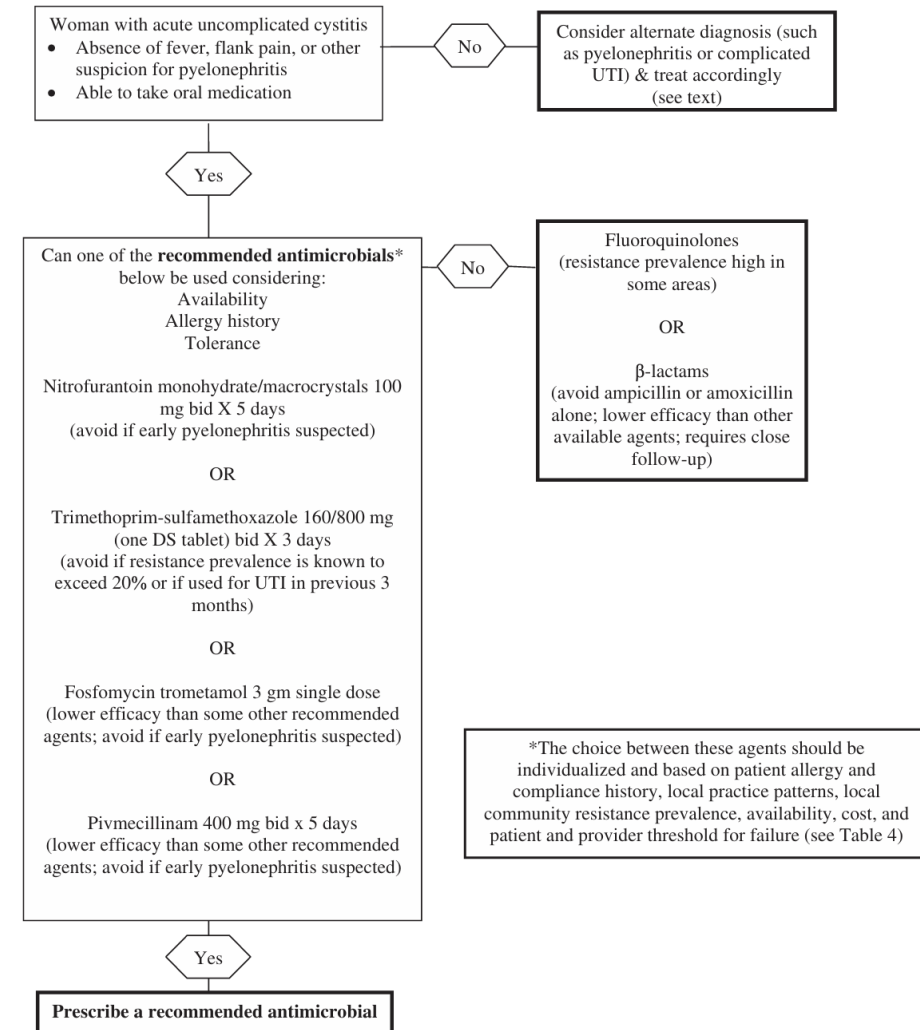 Woman with acute uncomplicated cystitis
• Absence of fever, flank pain, or other
suspicion for pyelonephritis
• Able to take oral medication
No
Consider alternate diagnosis (such
as pyelonephritis or complicated
UTI) & treat accordingly
(see text)
Yes
Can one of the recommended antimicrobials*
below be used considering:
Availability
Allergy history
Tolerance
Nitrofurantoin monohydrate/macrocrystals 100
mg bid X 5 days
(avoid if early pyelonephritis suspected)
OR
Trimethoprim-sulfamethoxazole 160/800 mg
(one DS tablet) bid X 3 days
(avoid if resistance prevalence is known to
exceed 20% or if used for UTI in previous 3
months)
OR
Fosfomycin trometamol 3 gm single dose
(lower efficacy than some other recommended
agents; avoid if early pyelonephritis suspected)
OR
Pivmecillinam 400 mg bid x 5 days
(lower efficacy than some other recommended
agents; avoid if early pyelonephritis suspected)
No
Fluoroquinolones
(resistance prevalence high in
some areas)
OR
β-lactams
(avoid ampicillin or amoxicillin
alone; lower efficacy than other
available agents; requires close
follow-up)
*The choice between these agents should be
individualized and based on patient allergy and
compliance history, local practice patterns, local
community resistance prevalence, availability, cost, and
patient and provider threshold for failure (see Table 4)
Yes
Prescribe a recommended antimicrobial